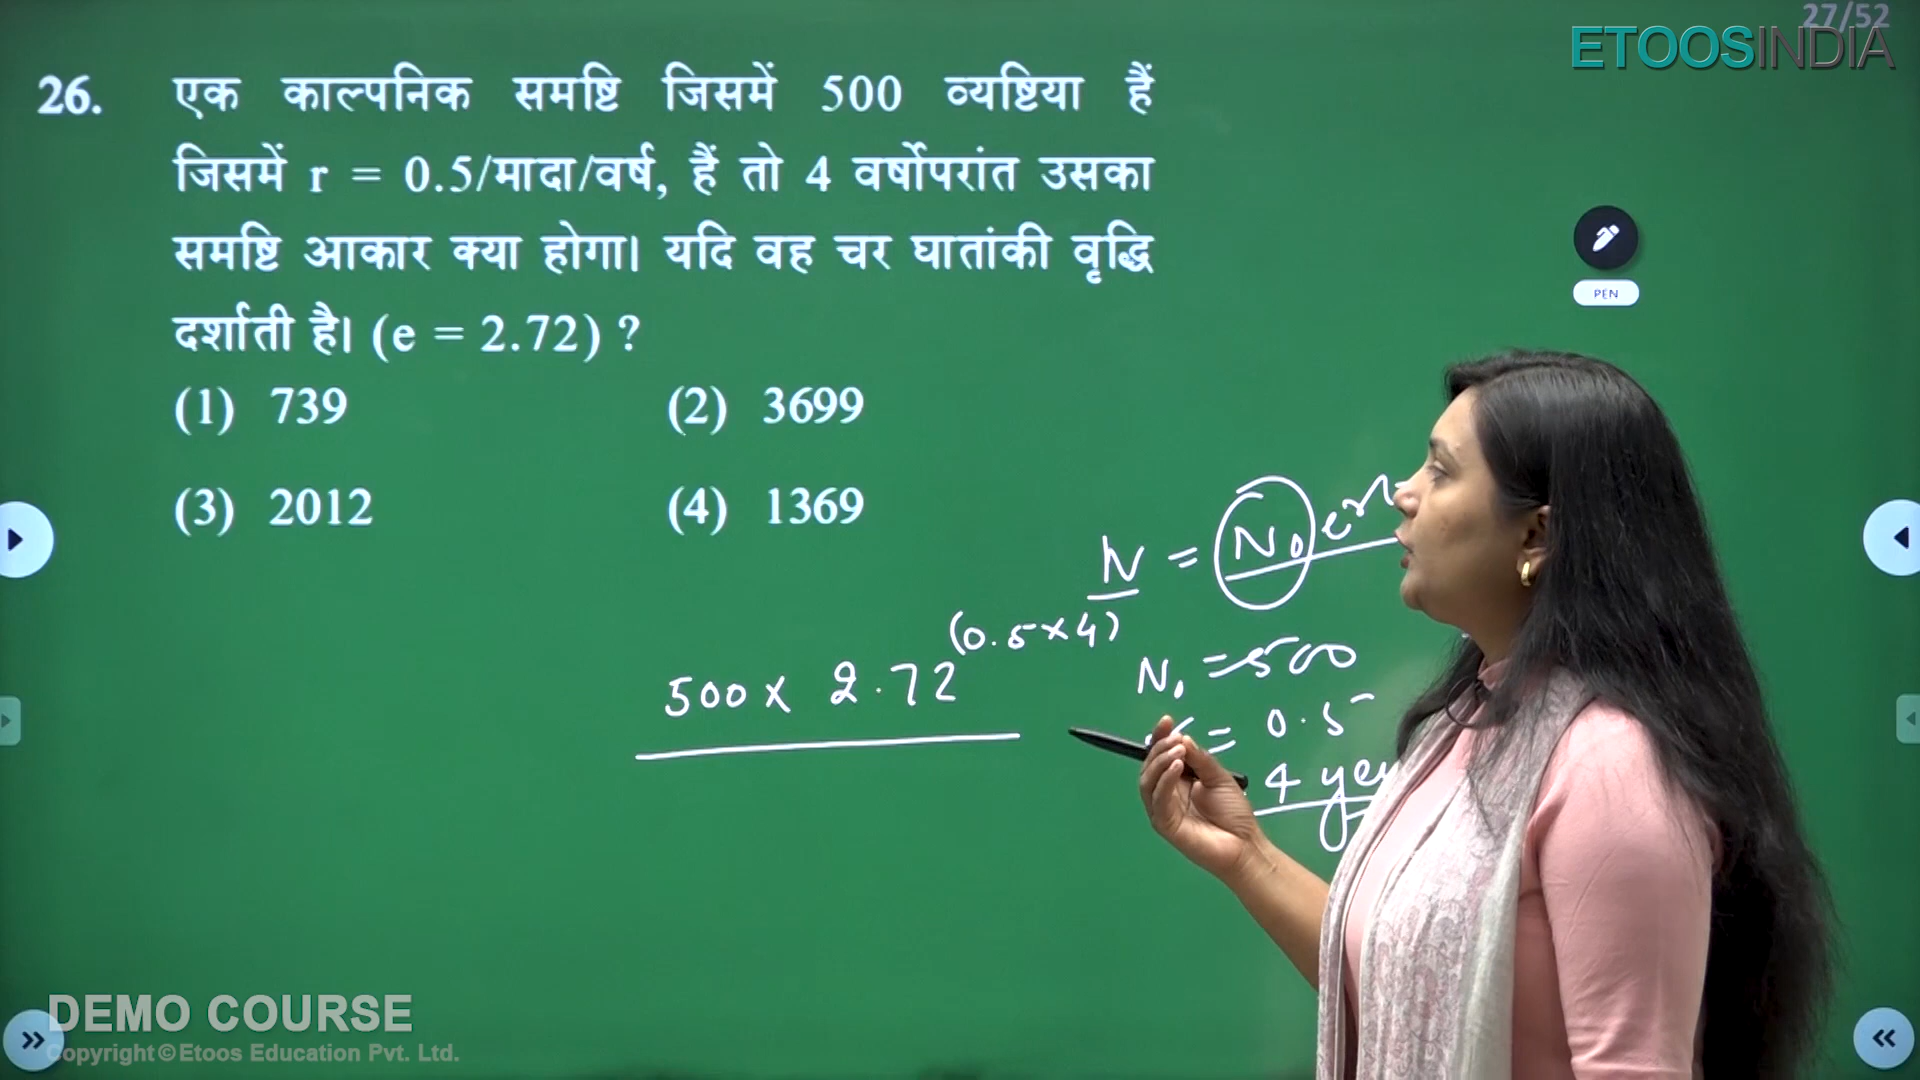 27/52
ETOOSINDIA
26. एक काल्पनिक समष्टि जिसमें 500 व्यष्टिया हैं
जिसमें r = 0.5/मादा/वर्ष, हैं तो 4 वर्षोपरांत उसका
समष्टि आकार क्या होगा। यदि वह चर घातांकी वृद्धि
दर्शाती है। (e = 2.72) ?
(1) 739 (2) 3699
(3) 2012 (4) 1369
PEN
N = N₀e
(0.5×4)
500 × 2.72
N₀ = 500
= 0.5
4
DEMO COURSE
Copyright © Etoos Education Pvt. Ltd.